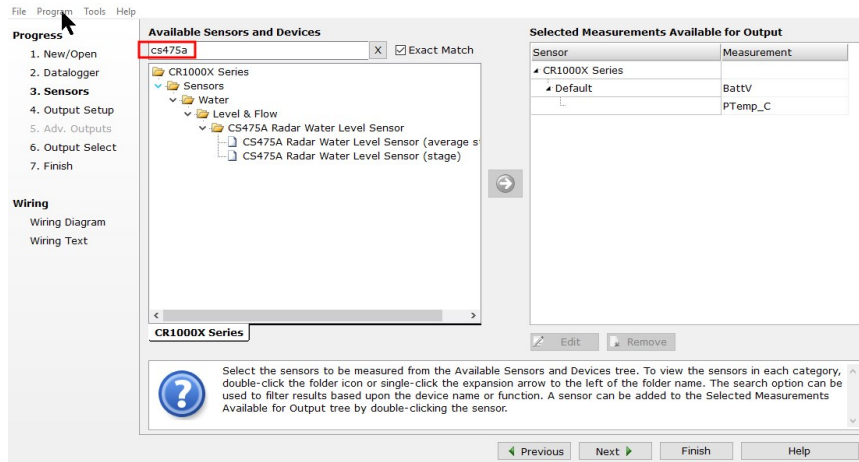 File Program Tools Help
Progress
1. New/Open
2. Datalogger
3. Sensors
4. Output Setup
5. Adv. Outputs
6. Output Select
7. Finish
Wiring
Wiring Diagram
Wiring Text
Available Sensors and Devices
cs475a X Exact Match
CR1000X Series
Sensors
Water
Level & Flow
CS475A Radar Water Level Sensor
CS475A Radar Water Level Sensor (average s
CS475A Radar Water Level Sensor (stage)
CR1000X Series
Selected Measurements Available for Output
Sensor Measurement
CR1000X Series
Default BattV
PTemp_C
Edit Remove
Select the sensors to be measured from the Available Sensors and Devices tree. To view the sensors in each category,
double-click the folder icon or single-click the expansion arrow to the left of the folder name. The search option can be
used to filter results based upon the device name or function. A sensor can be added to the Selected Measurements
Available for Output tree by double-clicking the sensor.
Previous Next Finish Help